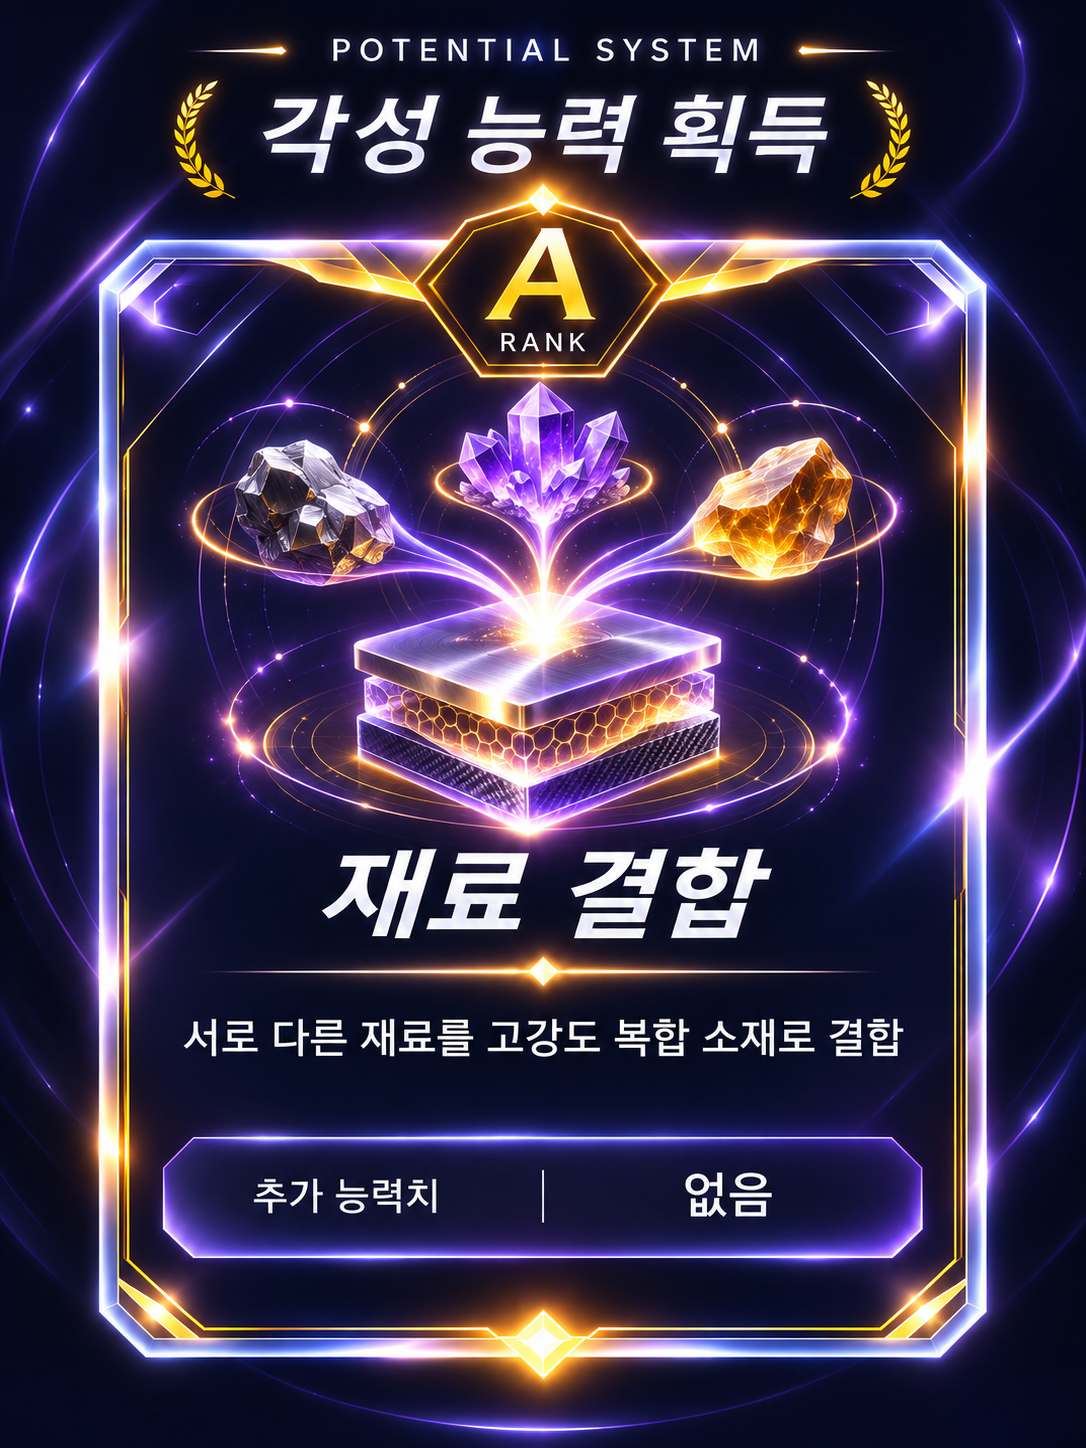 POTENTIAL SYSTEM
각성 능력 획득
A
RANK
재료 결합
서로 다른 재료를 고강도 복합 소재로 결합
추가 능력치 없음